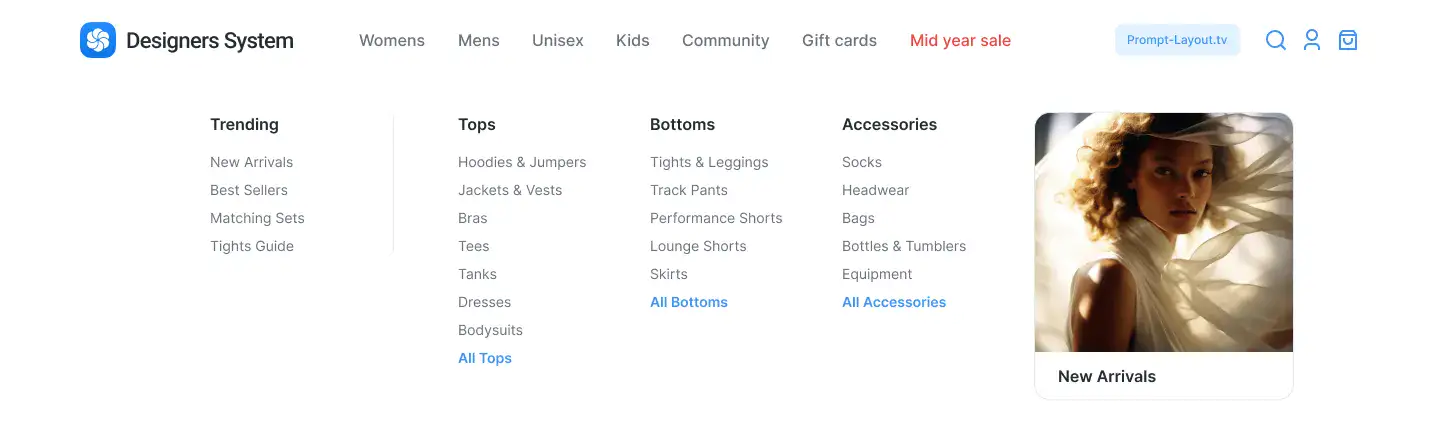 Designers System
Womens
Mens
Unisex
Kids
Community
Gift cards
Mid year sale
Prompt-Layout.tv
Trending
New Arrivals
Best Sellers
Matching Sets
Tights Guide
Tops
Hoodies & Jumpers
Jackets & Vests
Bras
Tees
Tanks
Dresses
Bodysuits
All Tops
Bottoms
Tights & Leggings
Track Pants
Performance Shorts
Lounge Shorts
Skirts
All Bottoms
Accessories
Socks
Headwear
Bags
Bottles & Tumblers
Equipment
All Accessories
New Arrivals